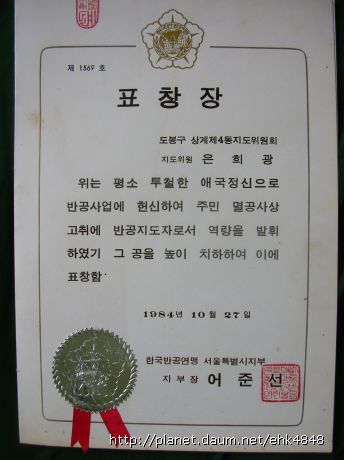 제 1569 호
표창장
도봉구 상계제4동지도위원회
지도위원 은희광
위는 평소 투철한 애국정신으로
반공사업에 헌신하여 주민 멸공사상
고취에 반공지도자로서 역량을 발휘
하였기 그 공을 높이 치하하여 이에
표창함
1984년 10월 27일
한국반공연맹 서울특별시지부
지부장 어준선
http://planet.daum.net/ehk4848